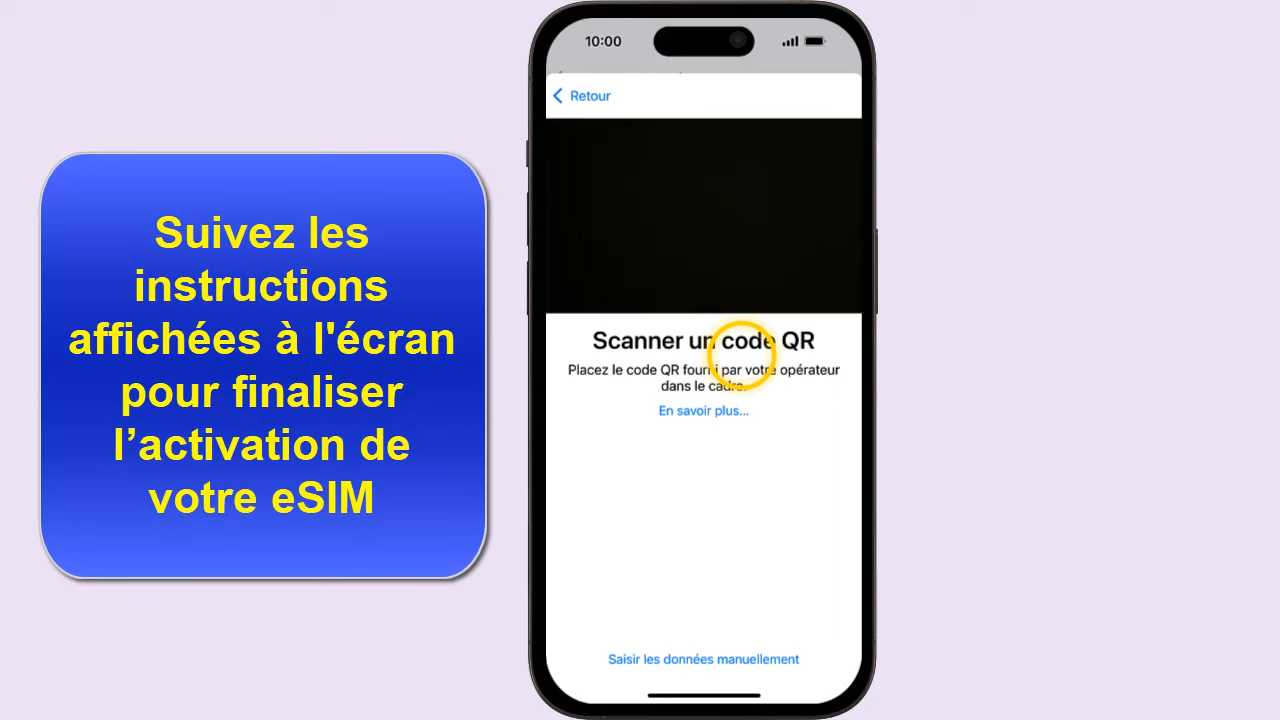 Suivez les
instructions
affichées à l'écran
pour finaliser
l’activation de
votre eSIM
10:00
Retour
Scanner un code QR
Placez le code QR fourni par votre opérateur
dans le cadre.
En savoir plus...
Saisir les données manuellement